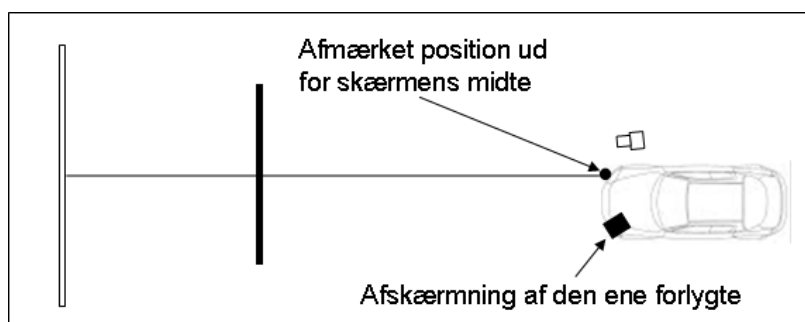 Afmærket position ud
for skærmens midte
Afskærmning af den ene forlygte